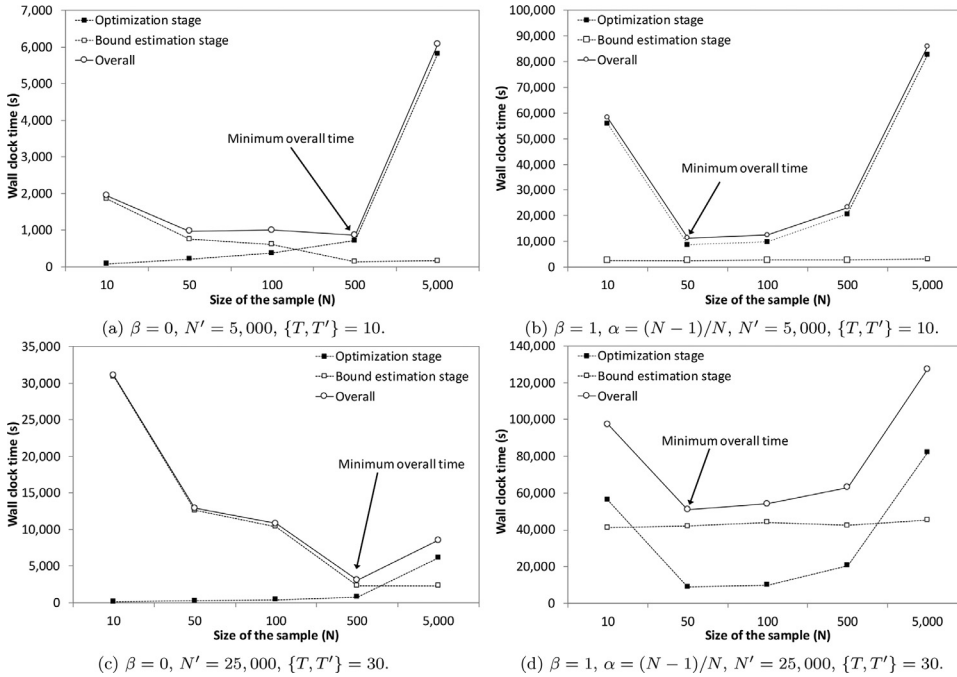 7,000
6,000
5,000
4,000
3,000
2,000
1,000
0
Wall clock time (s)
Optimization stage
Bound estimation stage
Overall
Minimum overall time
10 50 100 500 5,000
Size of the sample (N)
(a) β = 0, N′ = 5,000, {T, T′} = 10.
100,000
90,000
80,000
70,000
60,000
50,000
40,000
30,000
20,000
10,000
0
Wall clock time (s)
Optimization stage
Bound estimation stage
Overall
Minimum overall time
10 50 100 500 5,000
Size of the sample (N)
(b) β = 1, α = (N − 1)/N, N′ = 5,000, {T, T′} = 10.
35,000
30,000
25,000
20,000
15,000
10,000
5,000
0
Wall clock time (s)
Optimization stage
Bound estimation stage
Overall
Minimum overall time
10 50 100 500 5,000
Size of the sample (N)
(c) β = 0, N′ = 25,000, {T, T′} = 30.
140,000
120,000
100,000
80,000
60,000
40,000
20,000
0
Wall clock time (s)
Optimization stage
Bound estimation stage
Overall
Minimum overall time
10 50 100 500 5,000
Size of the sample (N)
(d) β = 1, α = (N − 1)/N, N′ = 25,000, {T, T′} = 30.